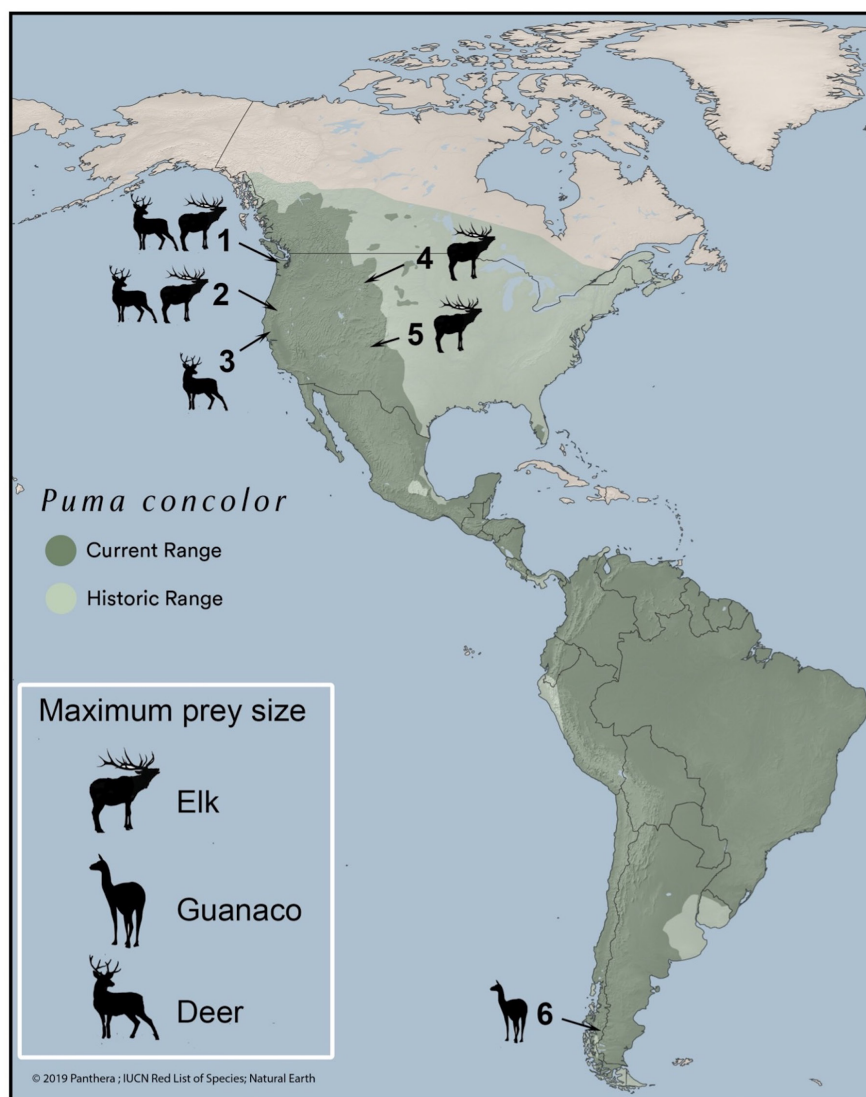 1
4
2
5
3
Puma concolor
Current Range
Historic Range
Maximum prey size
Elk
Guanaco
Deer
6
© 2019 Panthera ; IUCN Red List of Species; Natural Earth